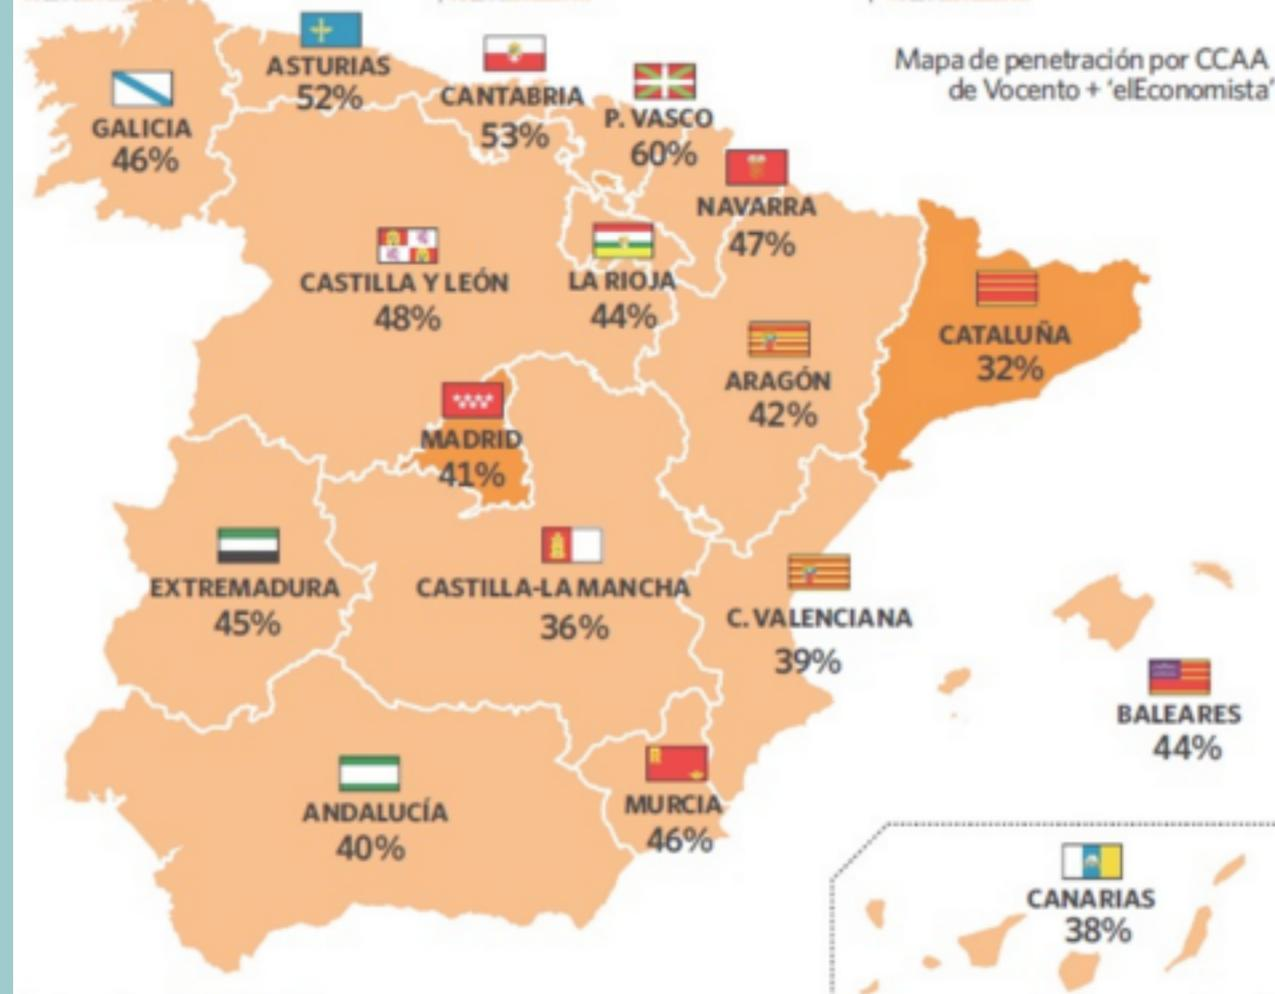 Mapa de penetración por CCAA
de Vocento + 'elEconomista'
ASTURIAS
52%
CANTABRIA
53%
P. VASCO
60%
GALICIA
46%
NAVARRA
47%
CASTILLA Y LEÓN
48%
LA RIOJA
44%
CATALUÑA
32%
ARAGÓN
42%
MADRID
41%
EXTREMADURA
45%
CASTILLA-LA MANCHA
36%
C. VALENCIANA
39%
BALEARES
44%
ANDALUCÍA
40%
MURCIA
46%
CANARIAS
38%